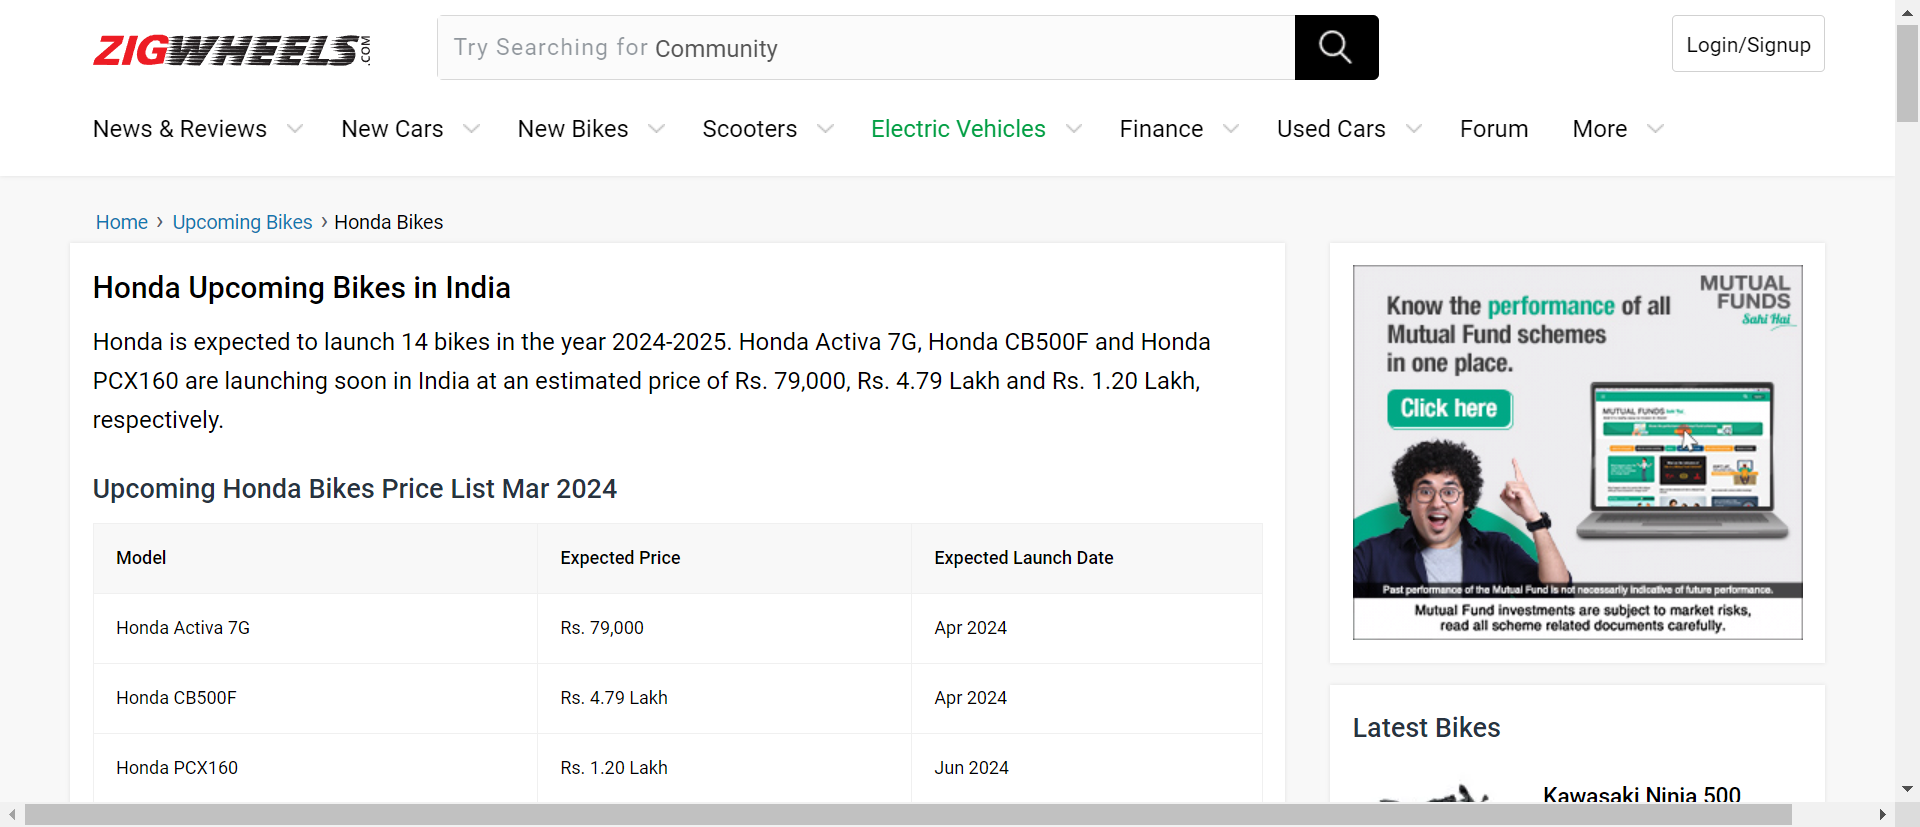 ZIGWHEELS.COM
Try Searching for Community
Login/Signup
News & Reviews New Cars New Bikes Scooters Electric Vehicles Finance Used Cars Forum More
Home › Upcoming Bikes › Honda Bikes
Honda Upcoming Bikes in India
Honda is expected to launch 14 bikes in the year 2024-2025. Honda Activa 7G, Honda CB500F and Honda
PCX160 are launching soon in India at an estimated price of Rs. 79,000, Rs. 4.79 Lakh and Rs. 1.20 Lakh,
respectively.
Upcoming Honda Bikes Price List Mar 2024
Model Expected Price Expected Launch Date
Honda Activa 7G Rs. 79,000 Apr 2024
Honda CB500F Rs. 4.79 Lakh Apr 2024
Honda PCX160 Rs. 1.20 Lakh Jun 2024
MUTUAL
FUNDS
Sahi Hai
Know the performance of all
Mutual Fund schemes
in one place.
Click here
MUTUAL FUNDS
Past performance of the Mutual Fund is not necessarily indicative of future performance.
Mutual Fund investments are subject to market risks,
read all scheme related documents carefully.
Latest Bikes
Kawasaki Ninja 500